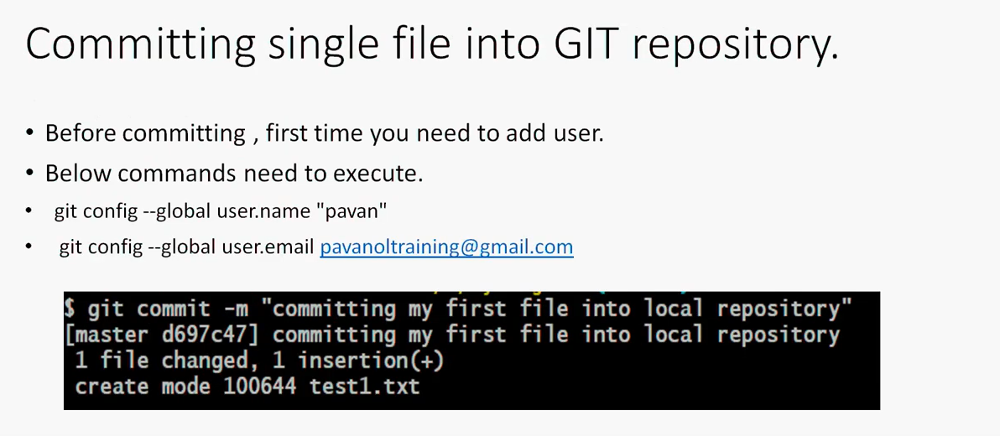 Committing single file into GIT repository.
• Before committing , first time you need to add user.
• Below commands need to execute.
• git config --global user.name "pavan"
• git config --global user.email pavanoltraining@gmail.com
$ git commit -m "committing my first file into local repository"
[master d697c47] committing my first file into local repository
1 file changed, 1 insertion(+)
create mode 100644 test1.txt